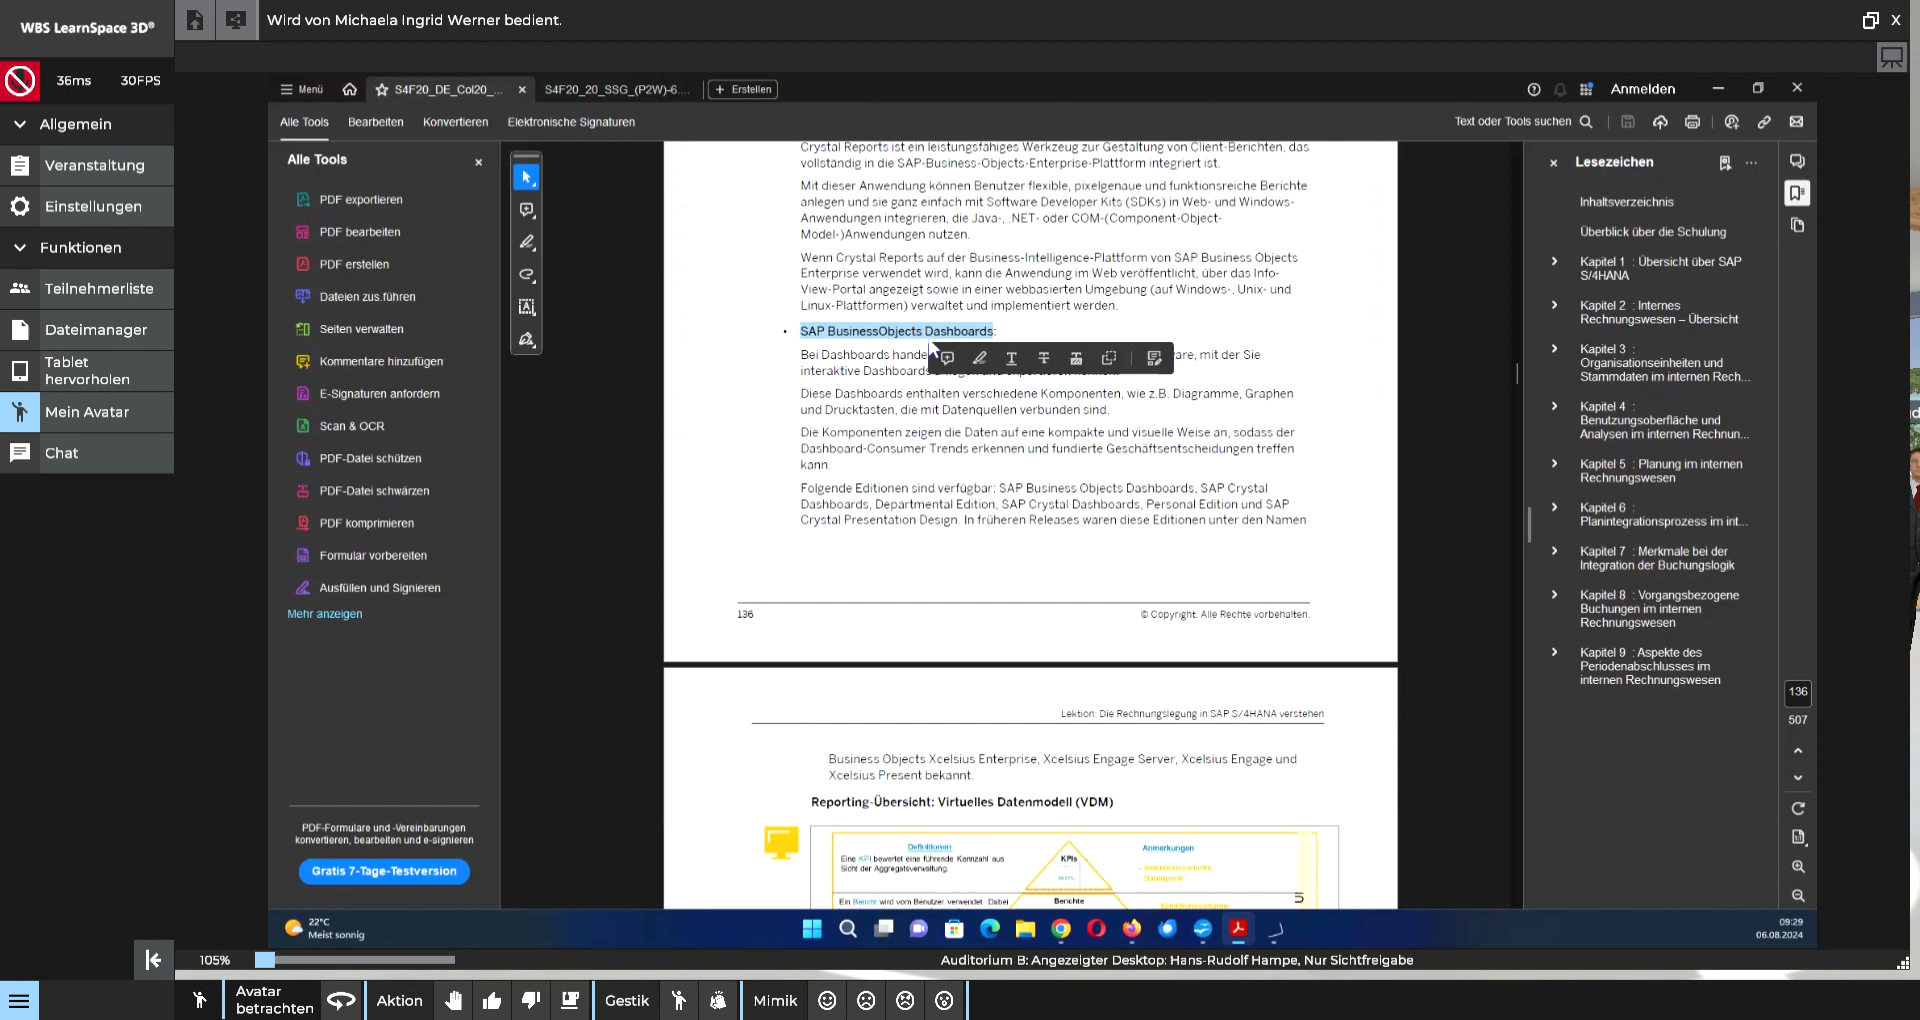 WBS LearnSpace 3D®
Wird von Michaela Ingrid Werner bedient.
36ms 30FPS
Allgemein
Veranstaltung
Einstellungen
Funktionen
Teilnehmerliste
Dateimanager
Tablet
hervorholen
Mein Avatar
Chat
Menü
S4F20_DE_Col20_...
S4F20_20_SSG_(P2W)-6....
+ Erstellen
Anmelden
Alle Tools Bearbeiten Konvertieren Elektronische Signaturen
Text oder Tools suchen
Alle Tools
PDF exportieren
PDF bearbeiten
PDF erstellen
Dateien zus.führen
Seiten verwalten
Kommentare hinzufügen
E-Signaturen anfordern
Scan & OCR
PDF-Datei schützen
PDF-Datei schwärzen
PDF komprimieren
Formular vorbereiten
Ausfüllen und Signieren
Mehr anzeigen
PDF-Formulare und -Vereinbarungen
konvertieren, bearbeiten und e-signieren
Gratis 7-Tage-Testversion
Crystal Reports ist ein leistungsfähiges Werkzeug zur Gestaltung von Client-Berichten, das
vollständig in die SAP-Business-Objects-Enterprise-Plattform integriert ist.
Mit dieser Anwendung können Benutzer flexible, pixelgenaue und funktionsreiche Berichte
anlegen und sie ganz einfach mit Software Developer Kits (SDKs) in Web- und Windows-
Anwendungen integrieren, die Java-, .NET- oder COM-(Component-Object-
Model-)Anwendungen nutzen.
Wenn Crystal Reports auf der Business-Intelligence-Plattform von SAP Business Objects
Enterprise verwendet wird, kann die Anwendung im Web veröffentlicht, über das Info-
View-Portal angezeigt sowie in einer webbasierten Umgebung (auf Windows-, Unix- und
Linux-Plattformen) verwaltet und implementiert werden.
• SAP BusinessObjects Dashboards:
Bei Dashboards hande mit der Sie
interaktive Dashboards
Diese Dashboards enthalten verschiedene Komponenten, wie z.B. Diagramme, Graphen
und Drucktasten, die mit Datenquellen verbunden sind.
Die Komponenten zeigen die Daten auf eine kompakte und visuelle Weise an, sodass der
Dashboard-Consumer Trends erkennen und fundierte Geschäftsentscheidungen treffen
kann.
Folgende Editionen sind verfügbar: SAP Business Objects Dashboards, SAP Crystal
Dashboards, Departmental Edition, SAP Crystal Dashboards, Personal Edition und SAP
Crystal Presentation Design. In früheren Releases waren diese Editionen unter den Namen
136 © Copyright. Alle Rechte vorbehalten.
Lektion: Die Rechnungslegung in SAP S/4HANA verstehen
Business Objects Xcelsius Enterprise, Xcelsius Engage Server, Xcelsius Engage und
Xcelsius Present bekannt.
Reporting-Übersicht: Virtuelles Datenmodell (VDM)
Definitionen
Eine KPI bewertet eine führende Kennzahl aus
Sicht der Aggregatsverwaltung.
Ein Bericht wird vom Benutzer verwendet. Dabei
KPIs
Berichte
Anmerkungen
- Selektionsvariante
- Datenpunkt
Selektionsvariante
Lesezeichen
Inhaltsverzeichnis
Überblick über die Schulung
Kapitel 1 : Übersicht über SAP
S/4HANA
Kapitel 2 : Internes
Rechnungswesen – Übersicht
Kapitel 3 :
Organisationseinheiten und
Stammdaten im internen Rech...
Kapitel 4 :
Benutzungsoberfläche und
Analysen im internen Rechnun...
Kapitel 5 : Planung im internen
Rechnungswesen
Kapitel 6 :
Planintegrationsprozess im int...
Kapitel 7 : Merkmale bei der
Integration der Buchungslogik
Kapitel 8 : Vorgangsbezogene
Buchungen im internen
Rechnungswesen
Kapitel 9 : Aspekte des
Periodenabschlusses im
internen Rechnungswesen
136
507
22°C
Meist sonnig
09:29
06.08.2024
105%
Auditorium B: Angezeigter Desktop: Hans-Rudolf Hampe, Nur Sichtfreigabe
Avatar
betrachten
Aktion
Gestik
Mimik